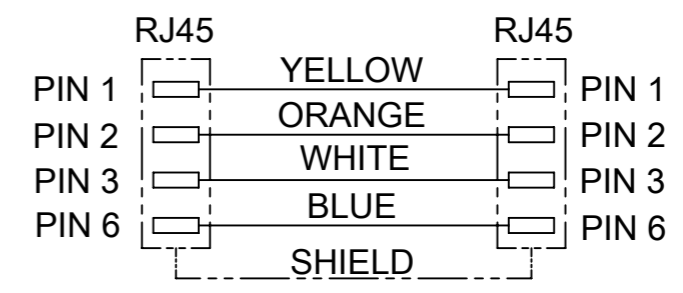 RJ45 RJ45
PIN 1 YELLOW PIN 1
PIN 2 ORANGE PIN 2
PIN 3 WHITE PIN 3
PIN 6 BLUE PIN 6
SHIELD